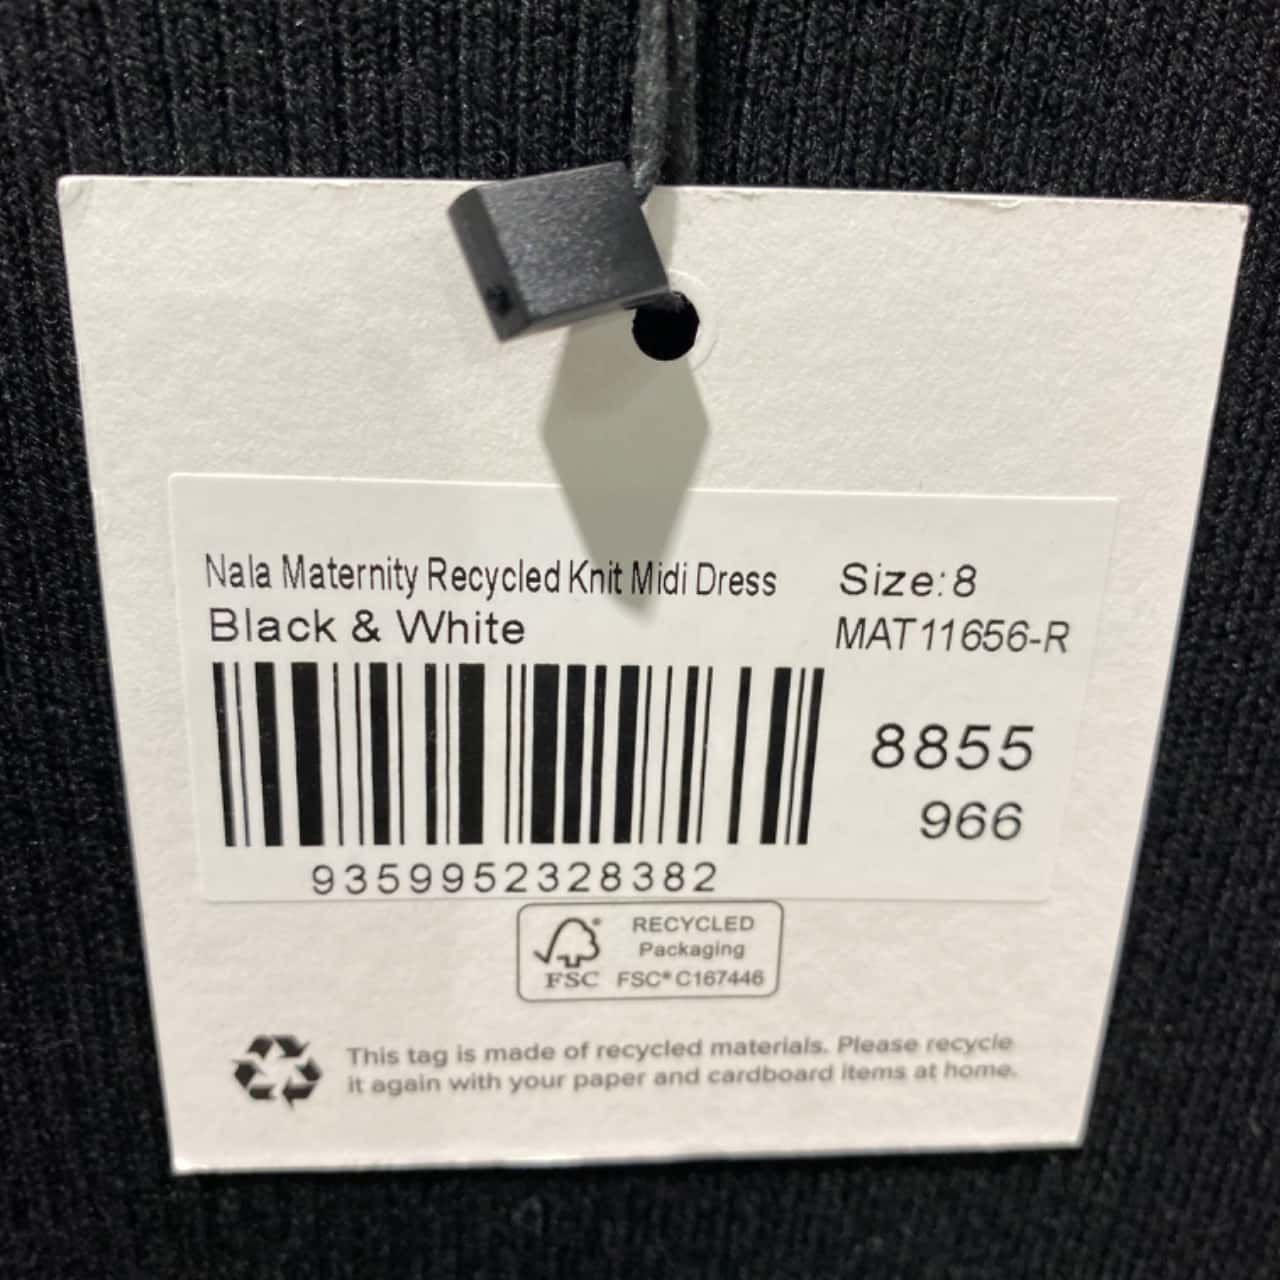 Nala Maternity Recycled Knit Midi Dress
Size: 8
Black & White
MAT11656-R
8855
966
9359952328382
RECYCLED
Packaging
FSC® C167446
FSC
This tag is made of recycled materials. Please recycle
it again with your paper and cardboard items at home.